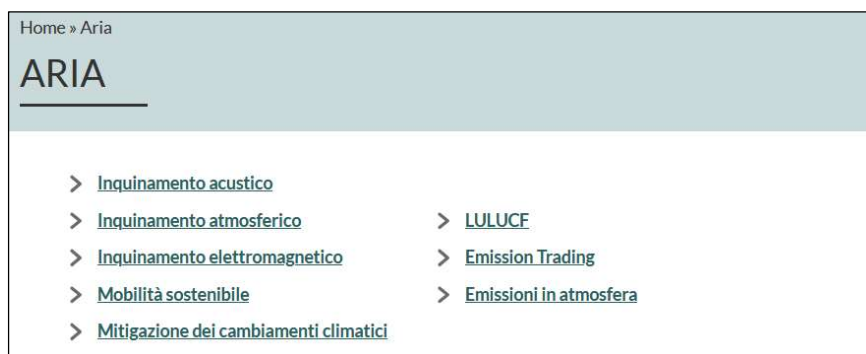 Home » Aria
ARIA
Inquinamento acustico
Inquinamento atmosferico
Inquinamento elettromagnetico
Mobilità sostenibile
Mitigazione dei cambiamenti climatici
LULUCF
Emission Trading
Emissioni in atmosfera